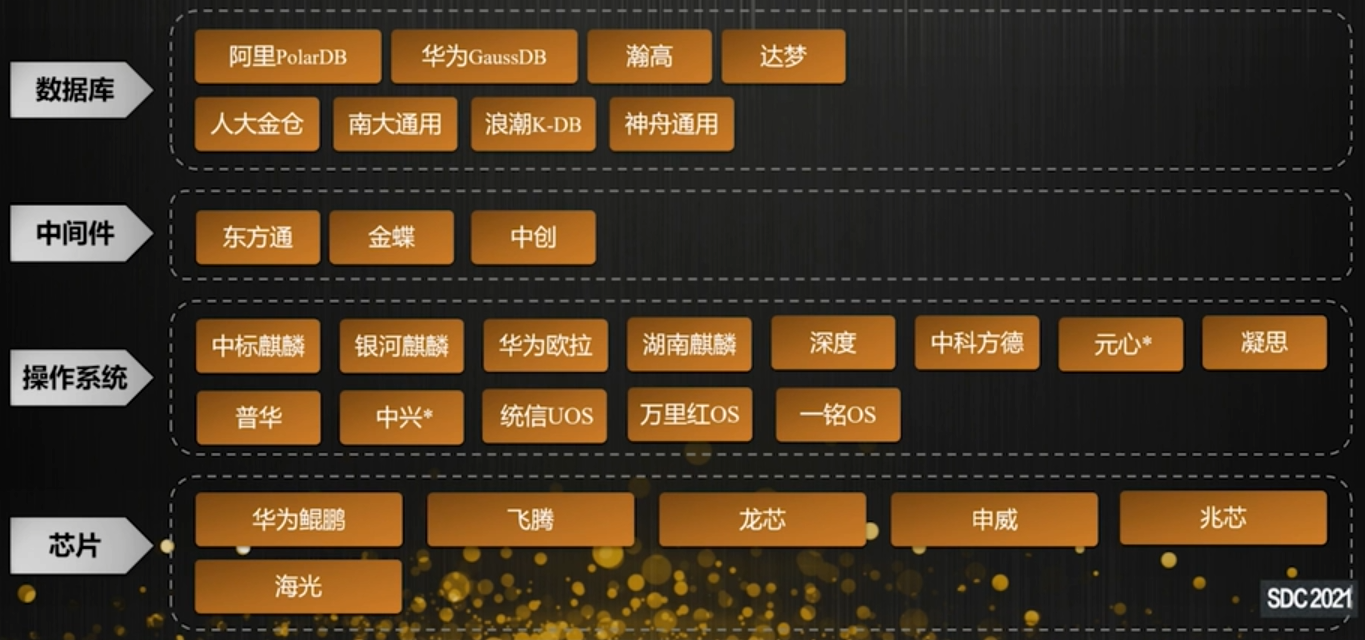 数据库
阿里PolarDB 华为GaussDB 瀚高 达梦
人大金仓 南大通用 浪潮K-DB 神舟通用
中间件
东方通 金蝶 中创
操作系统
中标麒麟 银河麒麟 华为欧拉 湖南麒麟 深度 中科方德 元心* 凝思
普华 中兴* 统信UOS 万里红OS 一铭OS
芯片
华为鲲鹏 飞腾 龙芯 申威 兆芯
海光
SDC 2021